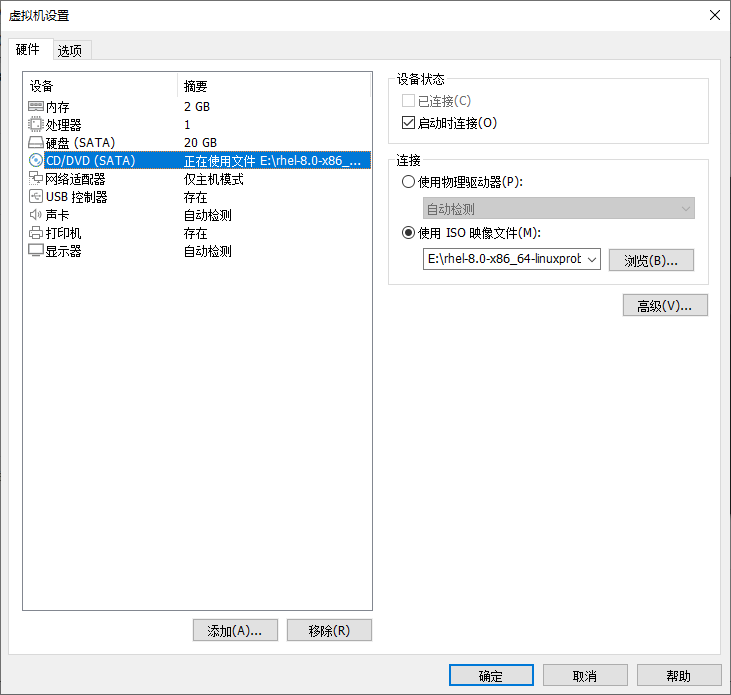 虚拟机设置
硬件 选项
设备 摘要
内存 2 GB
处理器 1
硬盘 (SATA) 20 GB
CD/DVD (SATA) 正在使用文件 E:\rhel-8.0-x86_...
网络适配器 仅主机模式
USB 控制器 存在
声卡 自动检测
打印机 存在
显示器 自动检测
添加(A)... 移除(R)
设备状态
已连接(C)
启动时连接(O)
连接
使用物理驱动器(P):
自动检测
使用 ISO 映像文件(M):
E:\rhel-8.0-x86_64-linuxprob 浏览(B)...
高级(V)...
确定 取消 帮助